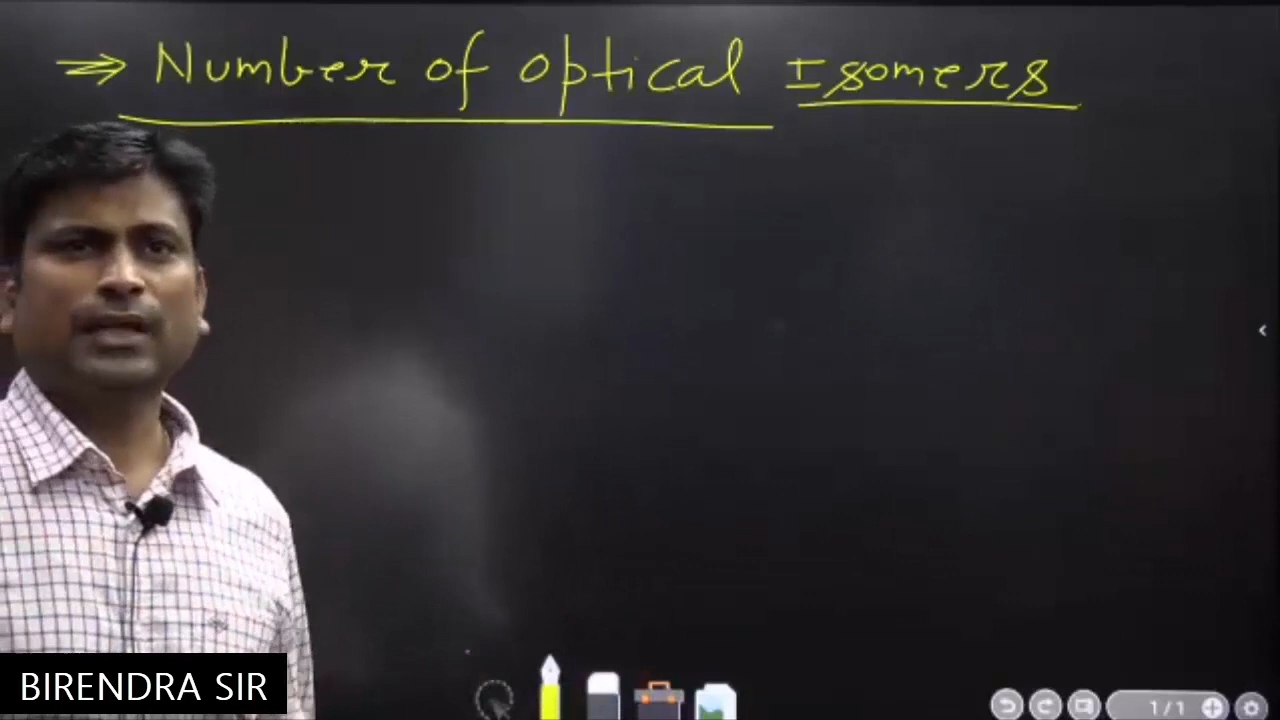 ⇒ Number of optical Isomers
BIRENDRA SIR
1/1